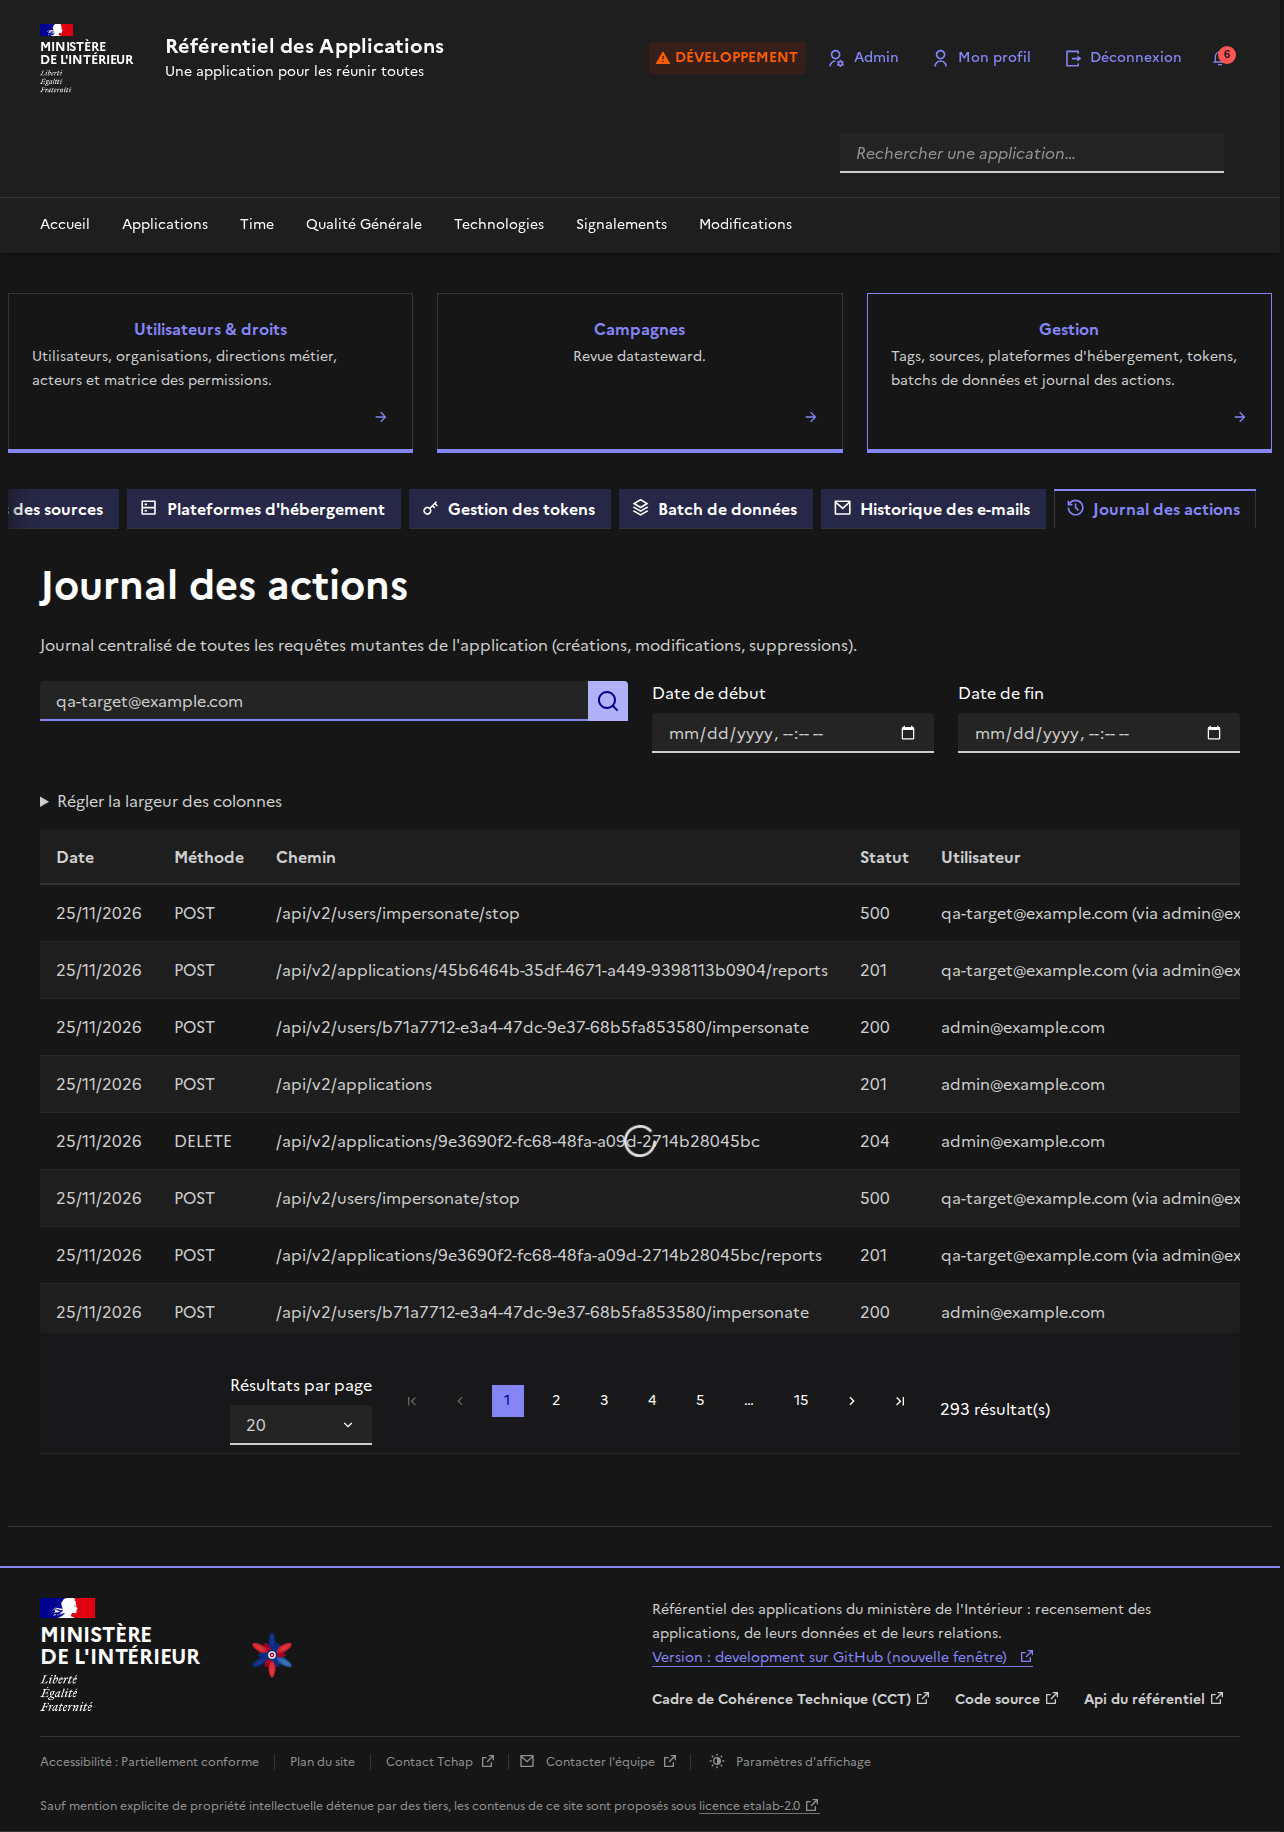 MINISTÈRE
DE L'INTÉRIEUR
Liberté
Égalité
Fraternité
Référentiel des Applications
Une application pour les réunir toutes
DÉVELOPPEMENT
Admin
Mon profil
Déconnexion
6
Rechercher une application...
Accueil
Applications
Time
Qualité Générale
Technologies
Signalements
Modifications
Utilisateurs & droits
Utilisateurs, organisations, directions métier,
acteurs et matrice des permissions.
Campagnes
Revue datasteward.
Gestion
Tags, sources, plateformes d'hébergement, tokens,
batchs de données et journal des actions.
des sources
Plateformes d'hébergement
Gestion des tokens
Batch de données
Historique des e-mails
Journal des actions
Journal des actions
Journal centralisé de toutes les requêtes mutantes de l'application (créations, modifications, suppressions).
qa-target@example.com
Date de début
mm/dd/yyyy, --:-- --
Date de fin
mm/dd/yyyy, --:-- --
Régler la largeur des colonnes
Date Méthode Chemin Statut Utilisateur
25/11/2026 POST /api/v2/users/impersonate/stop 500 qa-target@example.com (via admin@ex
25/11/2026 POST /api/v2/applications/45b6464b-35df-4671-a449-9398113b0904/reports 201 qa-target@example.com (via admin@ex
25/11/2026 POST /api/v2/users/b71a7712-e3a4-47dc-9e37-68b5fa853580/impersonate 200 admin@example.com
25/11/2026 POST /api/v2/applications 201 admin@example.com
25/11/2026 DELETE /api/v2/applications/9e3690f2-fc68-48fa-a09d-2714b28045bc 204 admin@example.com
25/11/2026 POST /api/v2/users/impersonate/stop 500 qa-target@example.com (via admin@ex
25/11/2026 POST /api/v2/applications/9e3690f2-fc68-48fa-a09d-2714b28045bc/reports 201 qa-target@example.com (via admin@ex
25/11/2026 POST /api/v2/users/b71a7712-e3a4-47dc-9e37-68b5fa853580/impersonate 200 admin@example.com
Résultats par page
20
1 2 3 4 5 ... 15
293 résultat(s)
MINISTÈRE
DE L'INTÉRIEUR
Liberté
Égalité
Fraternité
Référentiel des applications du ministère de l'Intérieur : recensement des
applications, de leurs données et de leurs relations.
Version : development sur GitHub (nouvelle fenêtre)
Cadre de Cohérence Technique (CCT)
Code source
Api du référentiel
Accessibilité : Partiellement conforme
Plan du site
Contact Tchap
Contacter l'équipe
Paramètres d'affichage
Sauf mention explicite de propriété intellectuelle détenue par des tiers, les contenus de ce site sont proposés sous licence etalab-2.0